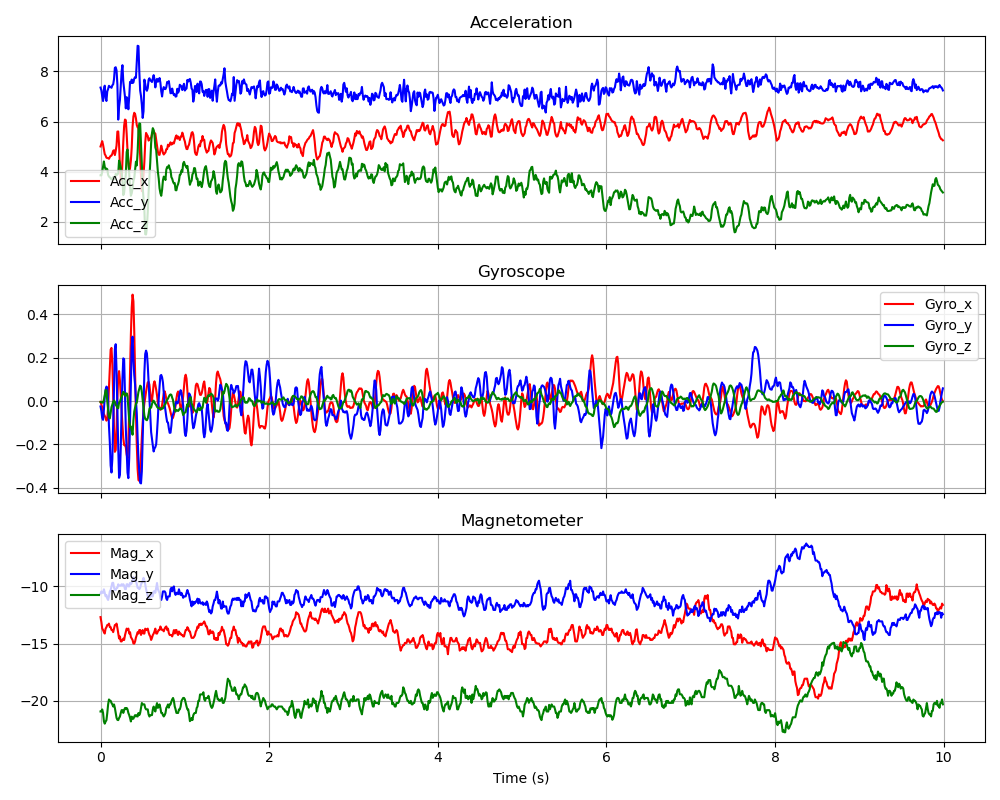 Acceleration
8
6
4
2
Acc_x
Acc_y
Acc_z
Gyroscope
0.4
0.2
0.0
−0.2
−0.4
Gyro_x
Gyro_y
Gyro_z
Magnetometer
−10
−15
−20
Mag_x
Mag_y
Mag_z
0 2 4 6 8 10
Time (s)